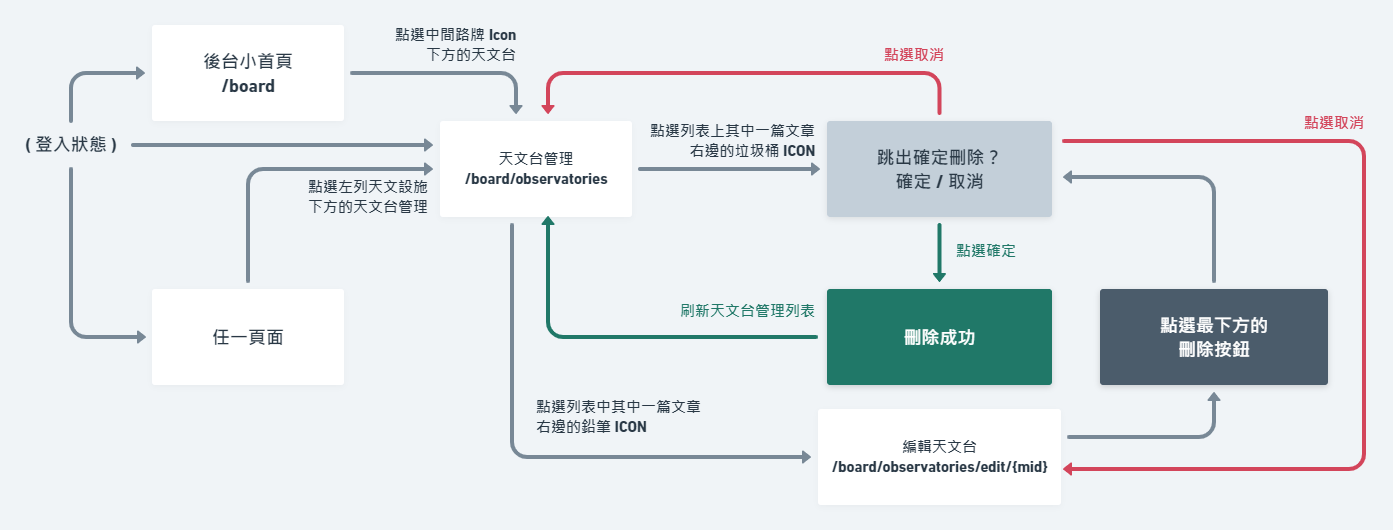 點選中間路牌 Icon
下方的天文台
點選取消
後台小首頁
/board
點選取消
( 登入狀態 )
點選列表上其中一篇文章
右邊的垃圾桶 ICON
天文台管理
/board/observatories
跳出確定刪除？
確定 / 取消
點選左列天文設施
下方的天文台管理
點選確定
刷新天文台管理列表
任一頁面
刪除成功
點選最下方的
刪除按鈕
點選列表中其中一篇文章
右邊的鉛筆 ICON
編輯天文台
/board/observatories/edit/{mid}